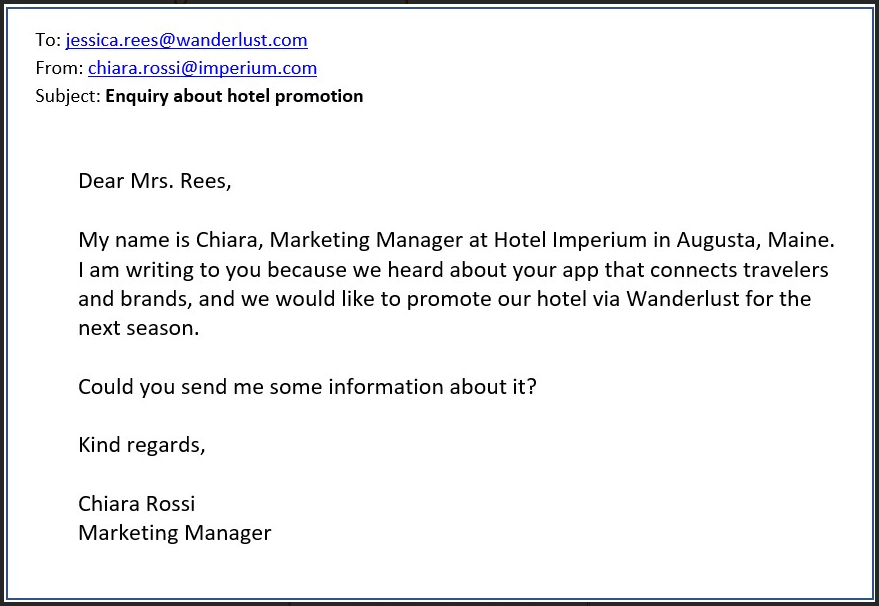 To: jessica.rees@wanderlust.com
From: chiara.rossi@imperium.com
Subject: Enquiry about hotel promotion
Dear Mrs. Rees,
My name is Chiara, Marketing Manager at Hotel Imperium in Augusta, Maine.
I am writing to you because we heard about your app that connects travelers
and brands, and we would like to promote our hotel via Wanderlust for the
next season.
Could you send me some information about it?
Kind regards,
Chiara Rossi
Marketing Manager